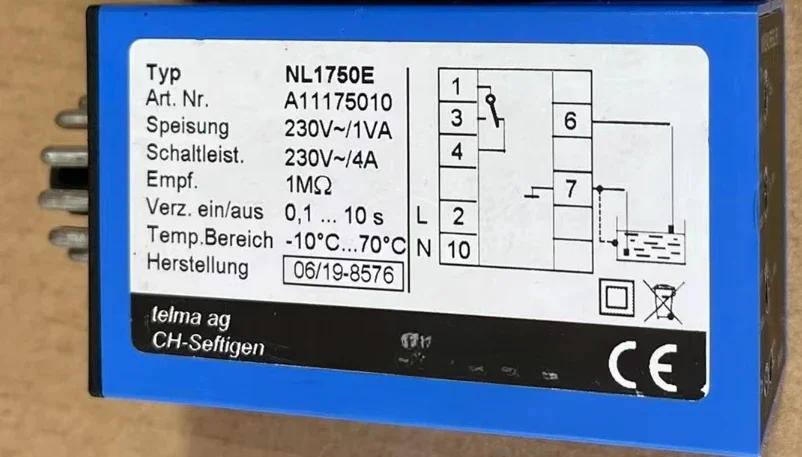 Typ NL1750E
Art. Nr. A11175010
Speisung 230V~/1VA
Schaltleist. 230V~/4A
Empf. 1MΩ
Verz. ein/aus 0,1 ... 10 s
Temp.Bereich -10°C...70°C
Herstellung 06/19-8576
1
3
4
L 2
N 10
6
7
telma ag
CH-Seftigen
CE